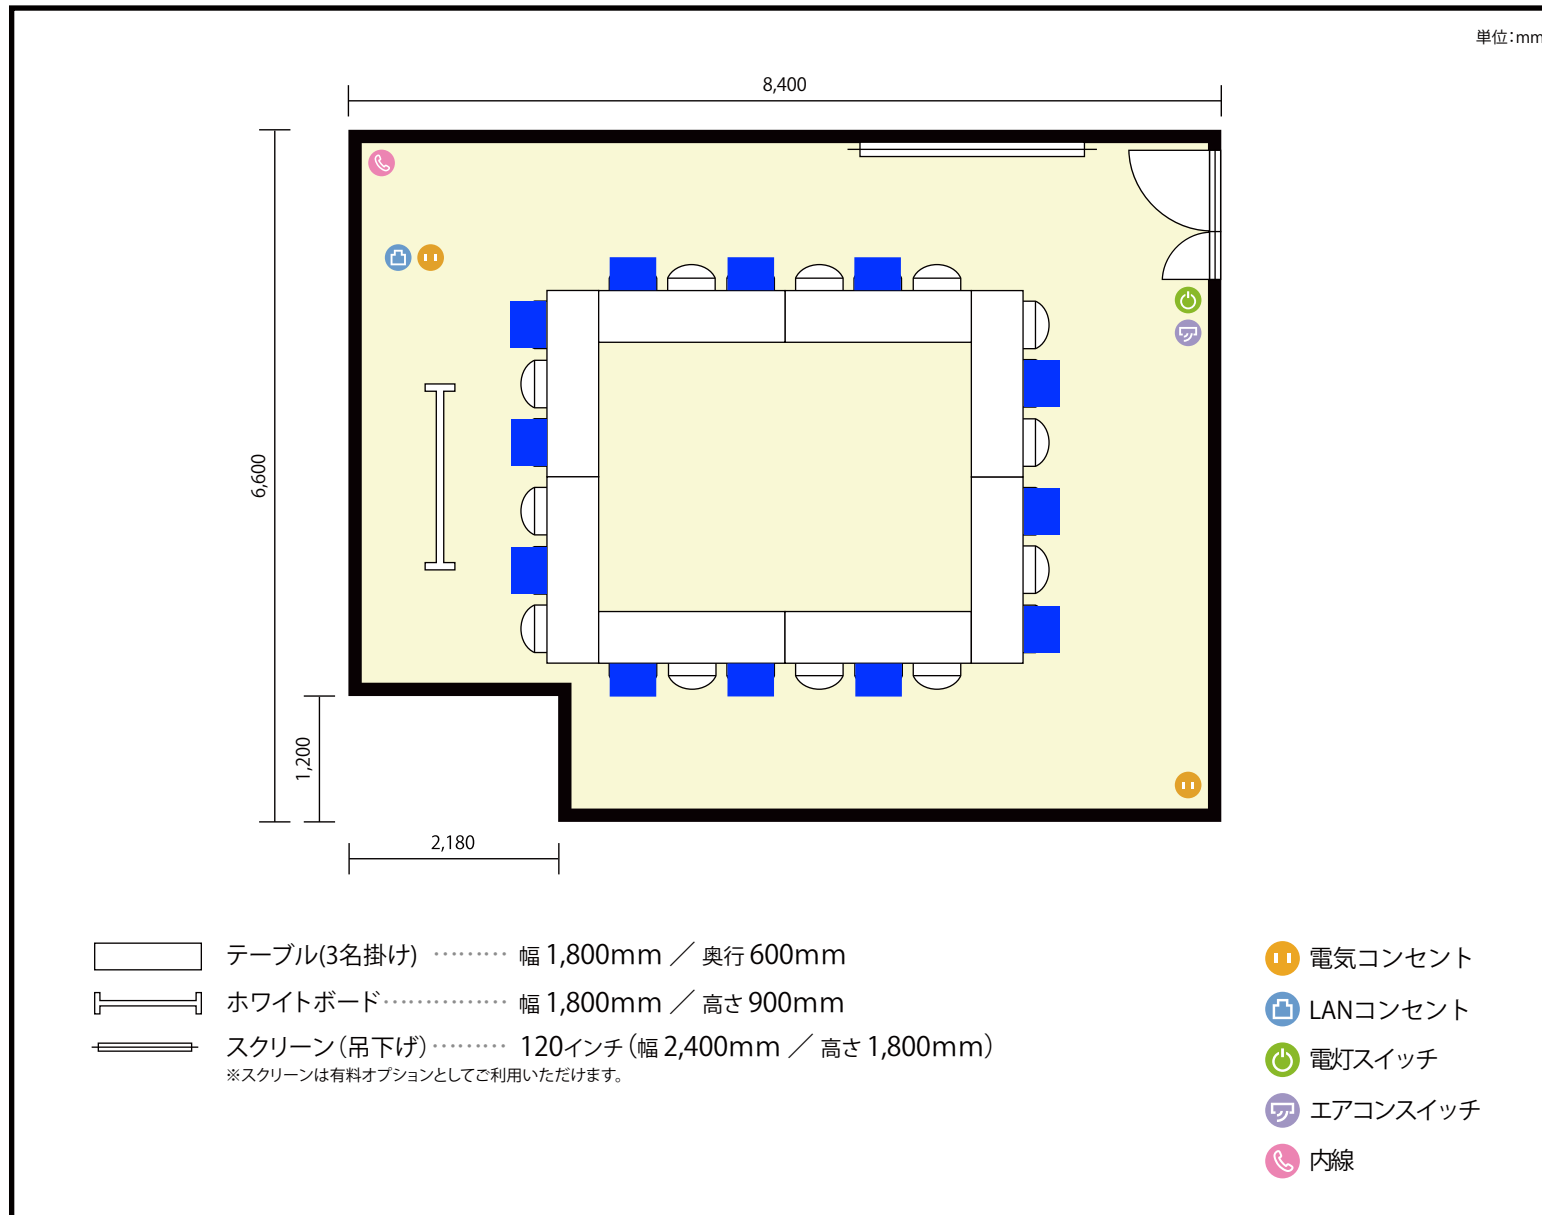 単位：mm
8,400
6,600
1,200
2,180
テーブル(3名掛け) ……… 幅 1,800mm ／ 奥行 600mm
ホワイトボード…………… 幅 1,800mm ／ 高さ 900mm
スクリーン（吊下げ）……… 120インチ（幅 2,400mm ／ 高さ 1,800mm）
※スクリーンは有料オプションとしてご利用いただけます。
電気コンセント
LANコンセント
電灯スイッチ
エアコンスイッチ
内線